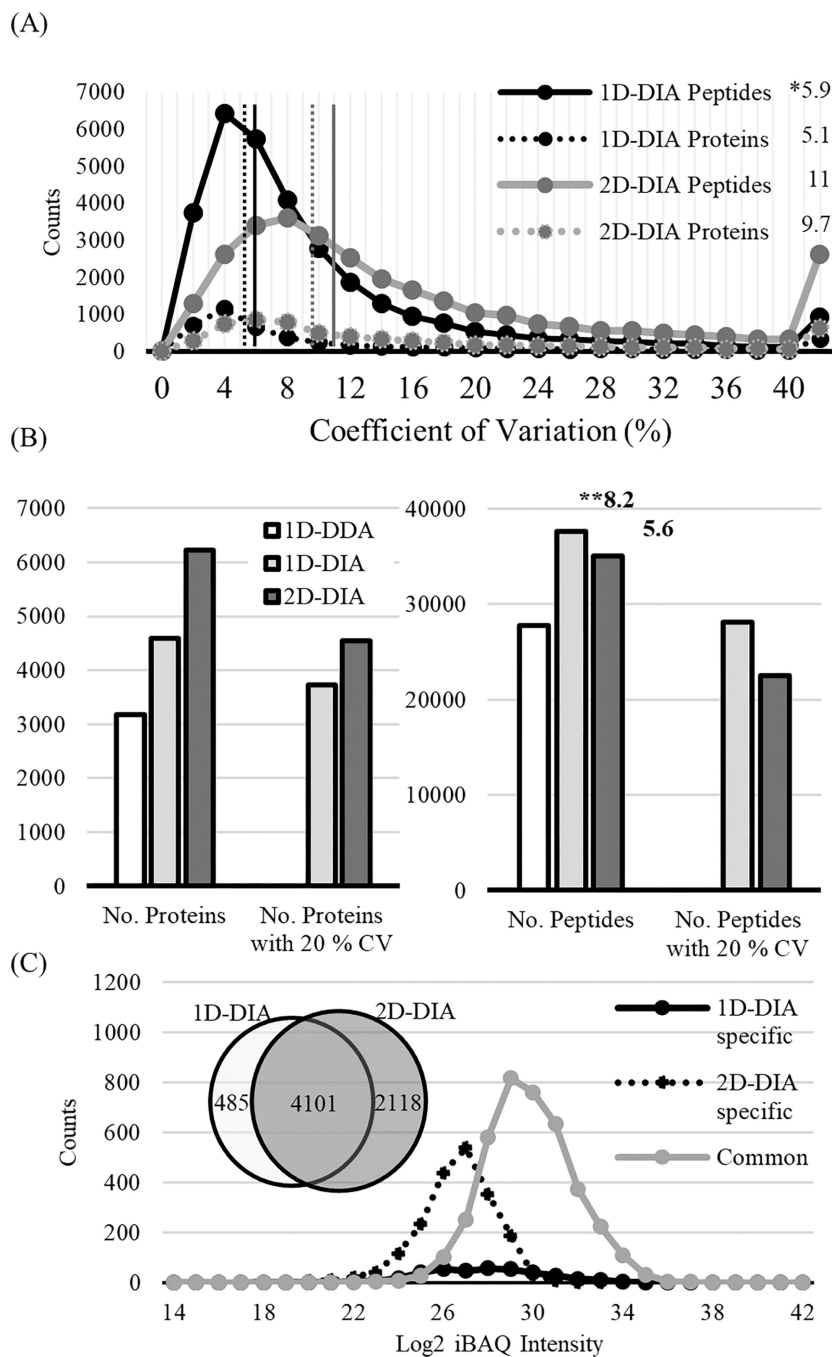 (A)
7000
6000
5000
4000
3000
2000
1000
0
Counts
1D-DIA Peptides *5.9
1D-DIA Proteins 5.1
2D-DIA Peptides 11
2D-DIA Proteins 9.7
0 4 8 12 16 20 24 28 32 36 40
Coefficient of Variation (%)
(B)
7000
6000
5000
4000
3000
2000
1000
0
1D-DDA
1D-DIA
2D-DIA
No. Proteins
No. Proteins
with 20 % CV
40000
30000
20000
10000
0
**8.2
5.6
No. Peptides
No. Peptides
with 20 % CV
(C)
1200
1000
800
600
400
200
0
Counts
1D-DIA
2D-DIA
485
4101
2118
1D-DIA
specific
2D-DIA
specific
Common
14 18 22 26 30 34 38 42
Log2 iBAQ Intensity